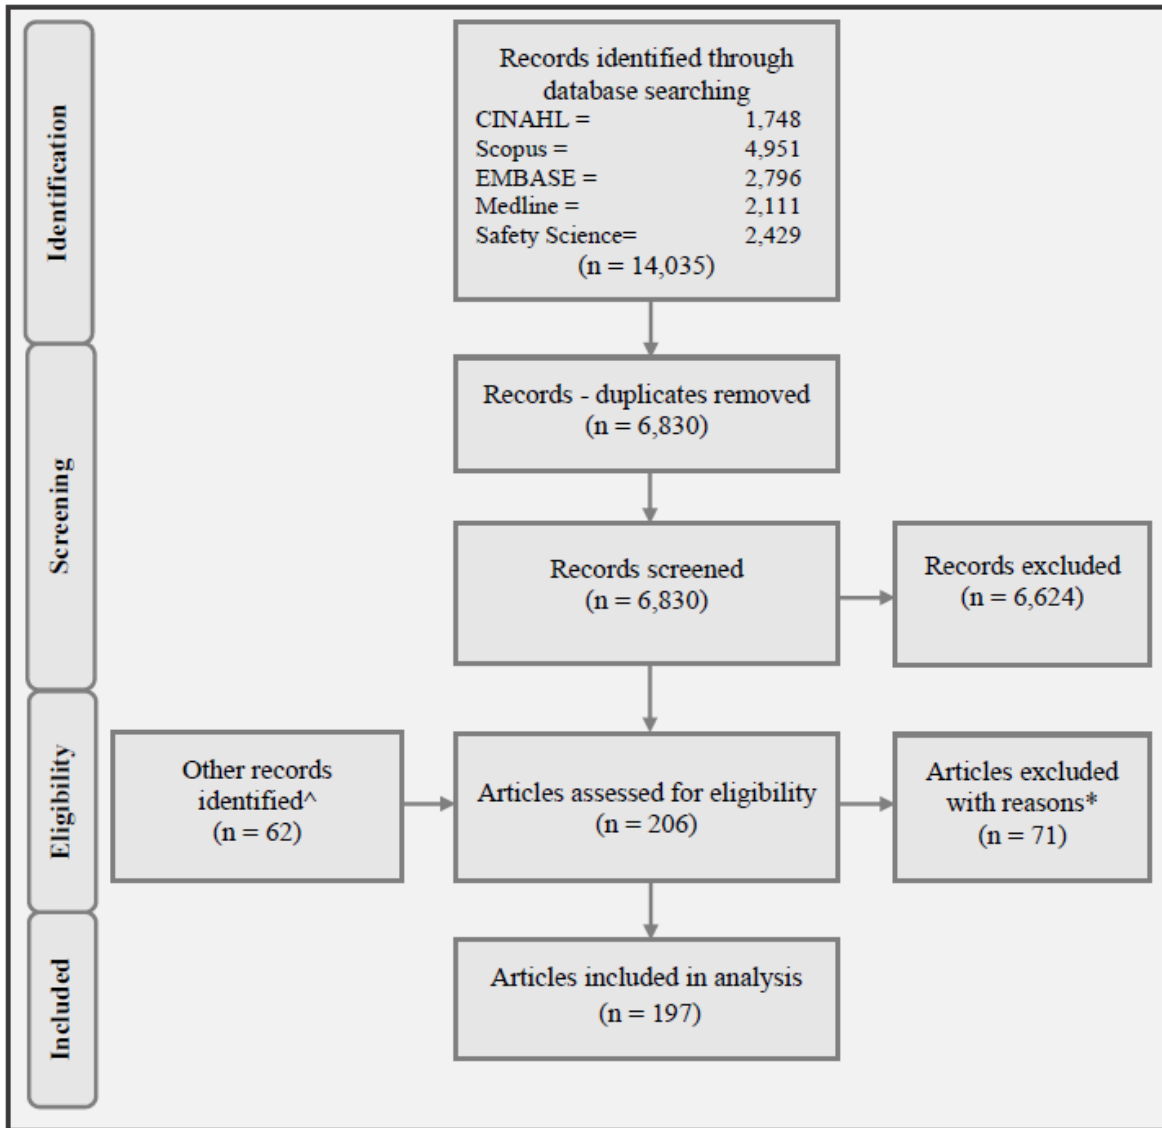 Identification
Records identified through
database searching
CINAHL = 1,748
Scopus = 4,951
EMBASE = 2,796
Medline = 2,111
Safety Science= 2,429
(n = 14,035)
Screening
Records - duplicates removed
(n = 6,830)
Records screened
(n = 6,830)
Records excluded
(n = 6,624)
Eligibility
Other records
identified^
(n = 62)
Articles assessed for eligibility
(n = 206)
Articles excluded
with reasons*
(n = 71)
Included
Articles included in analysis
(n = 197)